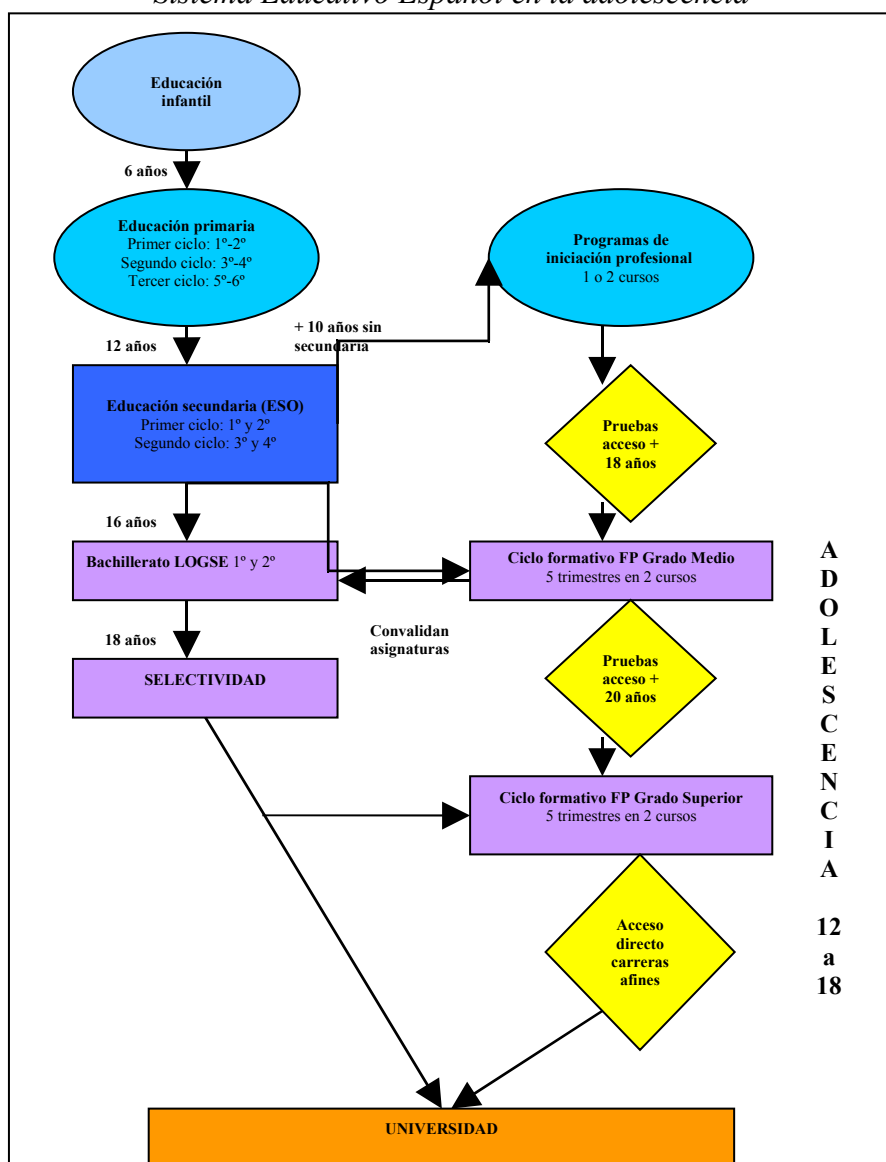 Sistema Educativo Español en la adolescencia
Educación
infantil
6 años
Educación primaria
Primer ciclo: 1º-2º
Segundo ciclo: 3º-4º
Tercer ciclo: 5º-6º
Programas de
iniciación profesional
1 o 2 cursos
+ 10 años sin
secundaria
12 años
Educación secundaria (ESO)
Primer ciclo: 1º y 2º
Segundo ciclo: 3º y 4º
Pruebas
acceso +
18 años
16 años
Bachillerato LOGSE 1º y 2º
Ciclo formativo FP Grado Medio
5 trimestres en 2 cursos
Convalidan
asignaturas
18 años
SELECTIVIDAD
Pruebas
acceso +
20 años
Ciclo formativo FP Grado Superior
5 trimestres en 2 cursos
Acceso
directo
carreras
afines
UNIVERSIDAD
A
D
O
L
E
S
C
E
N
C
I
A
12
a
18